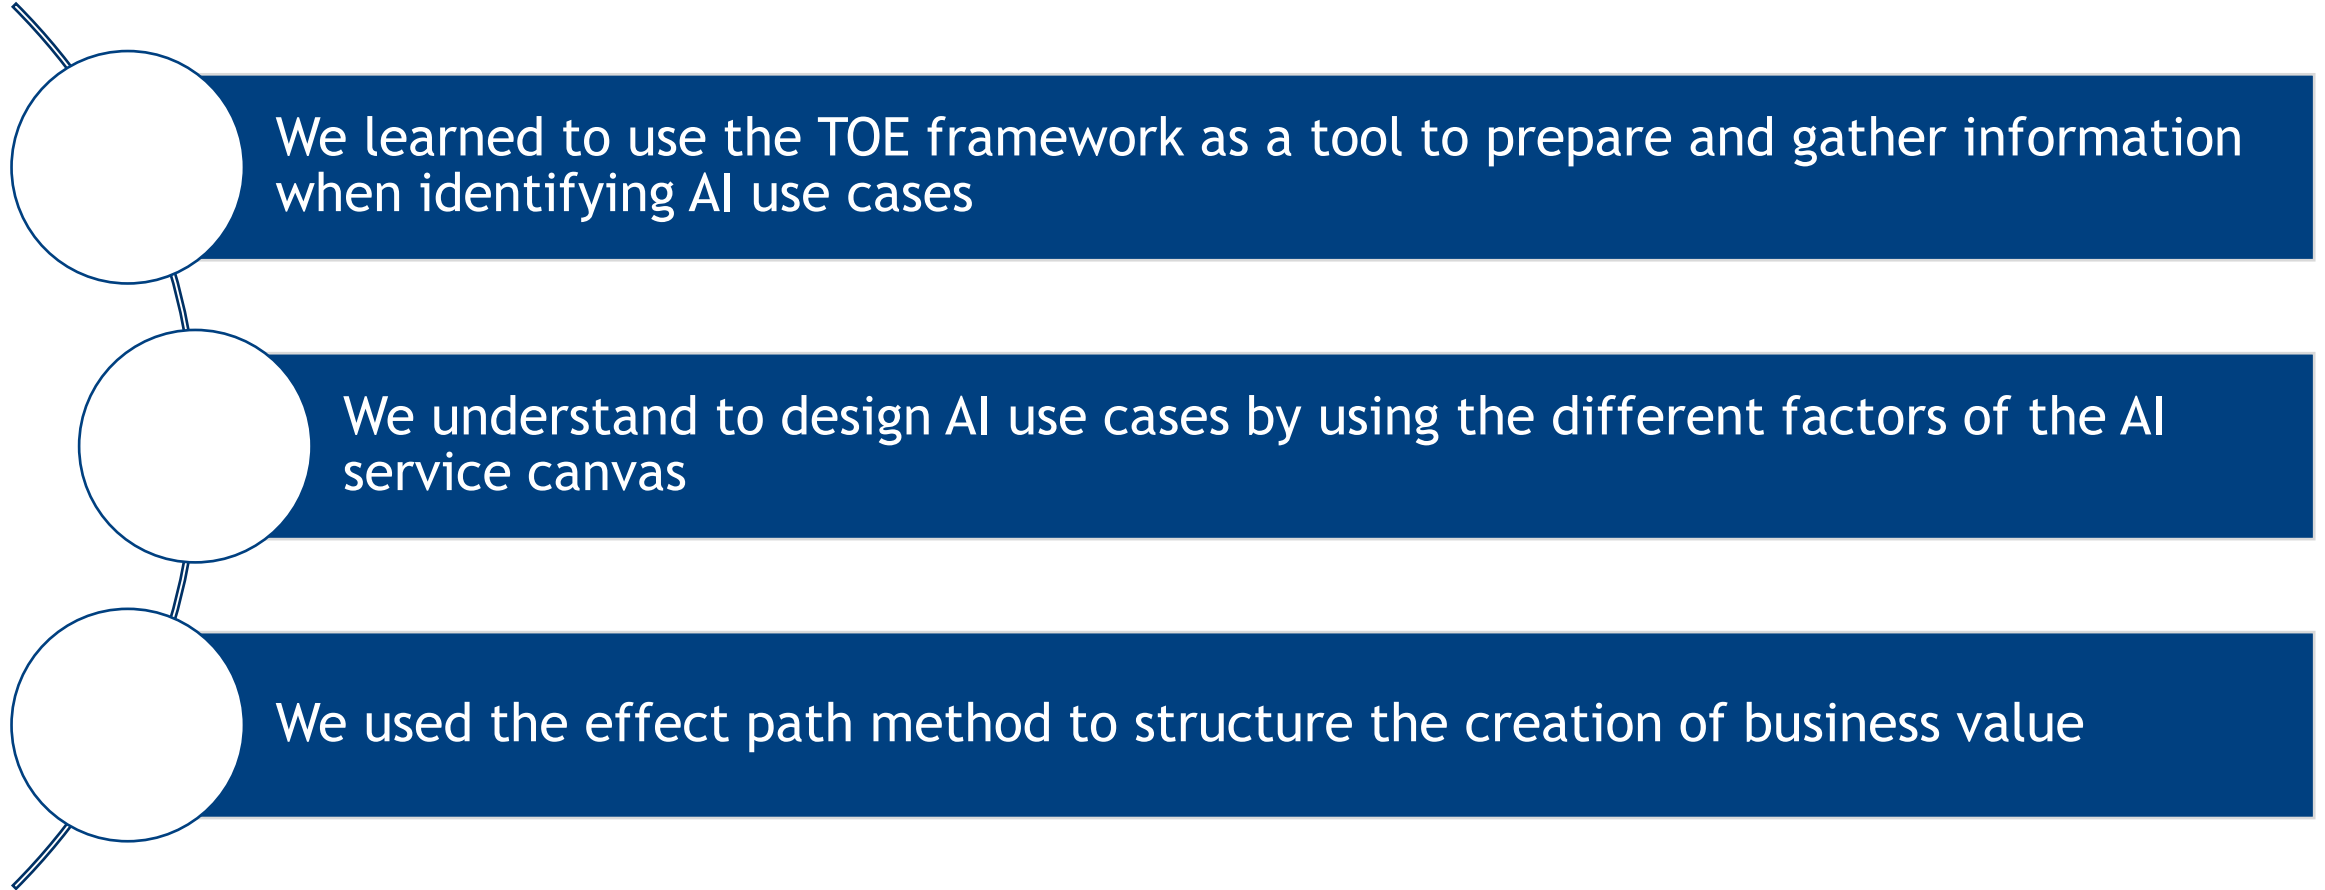 We learned to use the TOE framework as a tool to prepare and gather information
when identifying AI use cases
We understand to design AI use cases by using the different factors of the AI
service canvas
We used the effect path method to structure the creation of business value